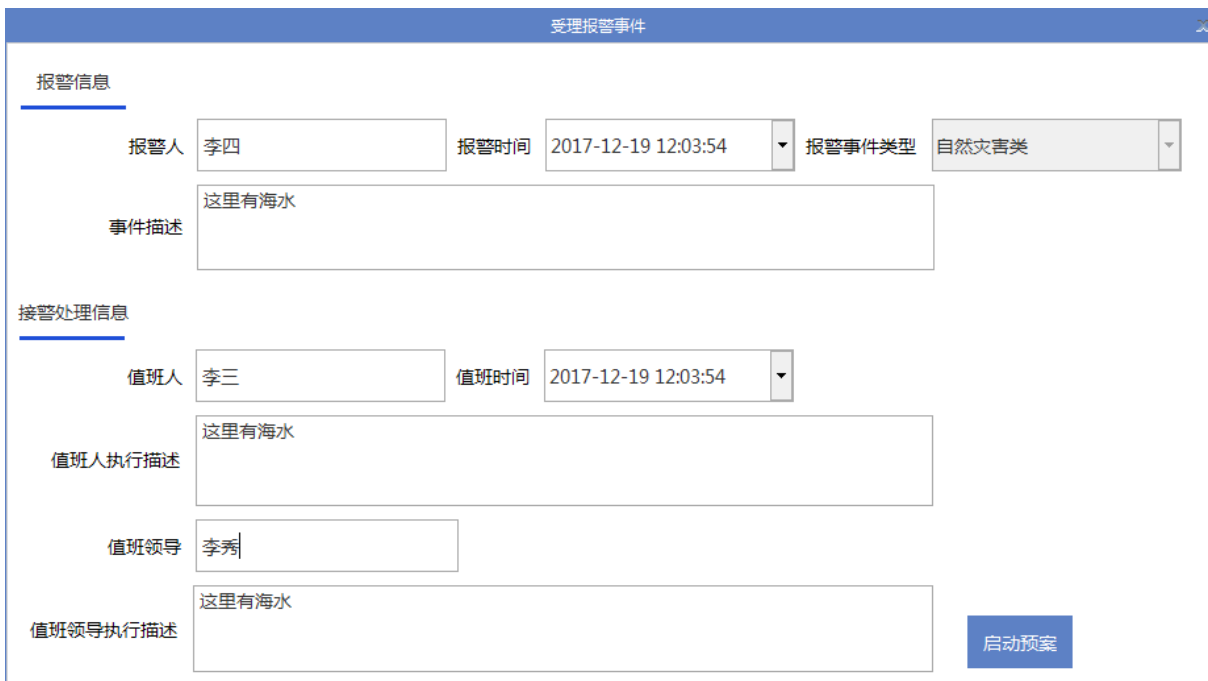 受理报警事件
报警信息
报警人 李四 报警时间 2017-12-19 12:03:54 报警事件类型 自然灾害类
这里有海水
事件描述
接警处理信息
值班人 李三 值班时间 2017-12-19 12:03:54
这里有海水
值班人执行描述
值班领导 李秀
这里有海水
值班领导执行描述
启动预案